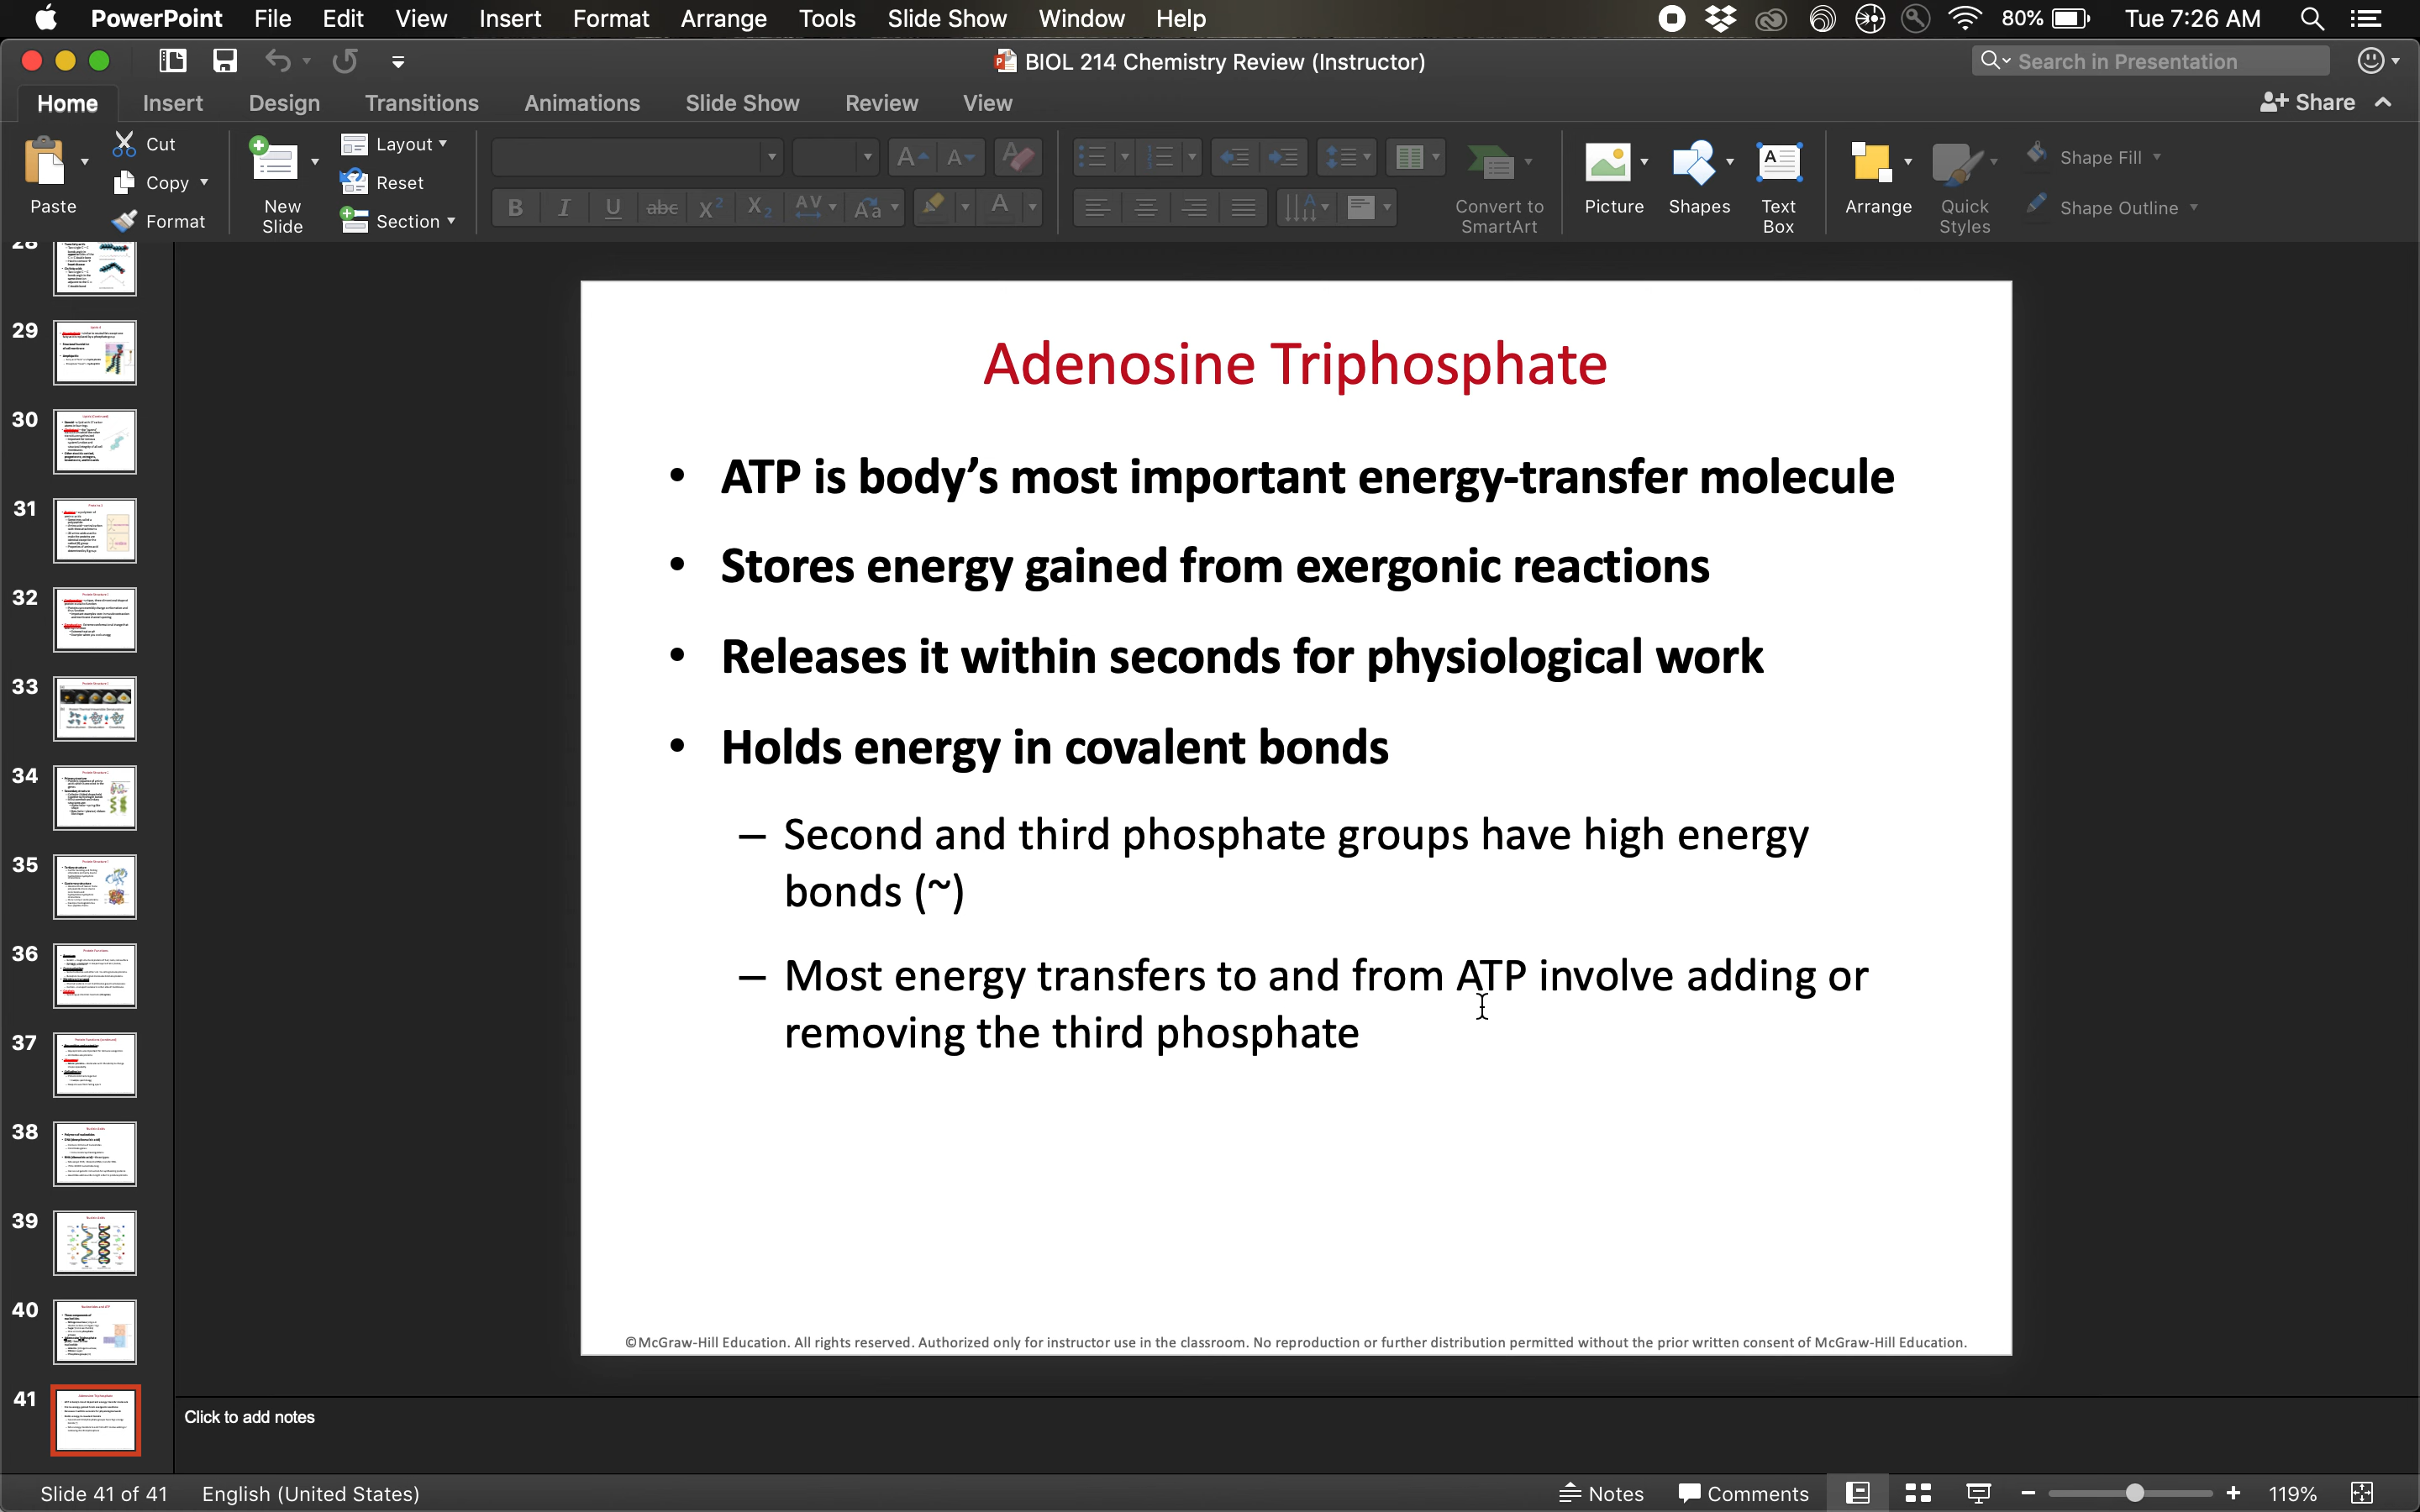 PowerPoint File Edit View Insert Format Arrange Tools Slide Show Window Help 80% Tue 7:26 AM
BIOL 214 Chemistry Review (Instructor) Search in Presentation
Home Insert Design Transitions Animations Slide Show Review View Share
Paste Cut Copy Format
New Slide Layout Reset Section
Convert to SmartArt
Picture Shapes Text Box Arrange Quick Styles Shape Fill Shape Outline
28
29
30
31
32
33
34
35
36
37
38
39
40
41
Adenosine Triphosphate
• ATP is body’s most important energy-transfer molecule
• Stores energy gained from exergonic reactions
• Releases it within seconds for physiological work
• Holds energy in covalent bonds
– Second and third phosphate groups have high energy
bonds (~)
– Most energy transfers to and from ATP involve adding or
removing the third phosphate
©McGraw-Hill Education. All rights reserved. Authorized only for instructor use in the classroom. No reproduction or further distribution permitted without the prior written consent of McGraw-Hill Education.
Click to add notes
Slide 41 of 41 English (United States) Notes Comments 119%